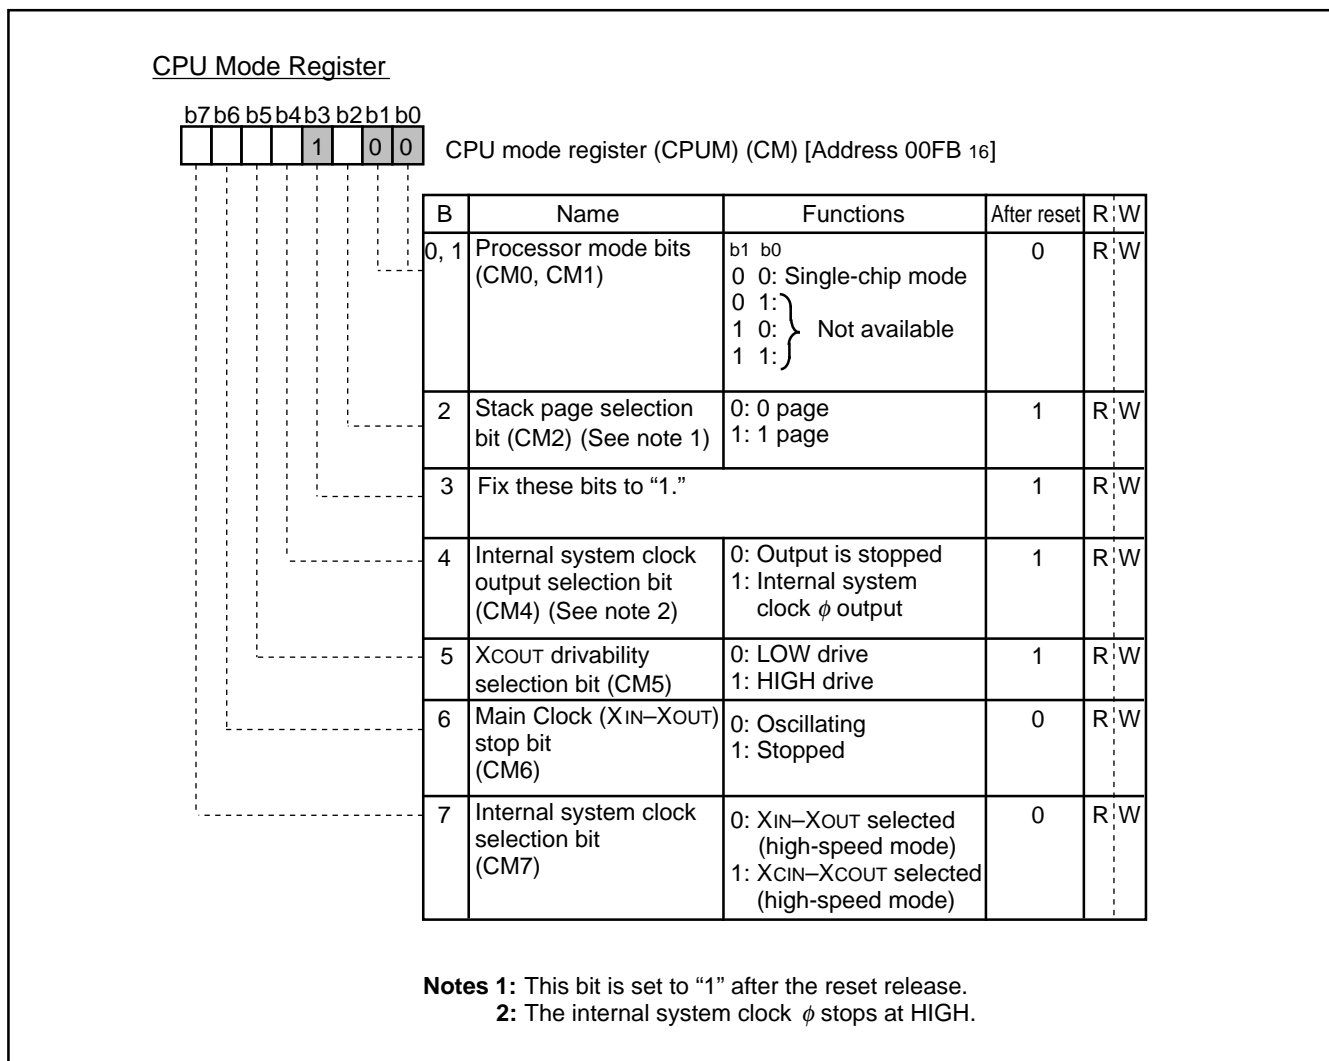 CPU Mode Register
b7 b6 b5 b4 b3 b2 b1 b0
1 0 0
CPU mode register (CPUM) (CM) [Address 00FB 16]
B Name Functions After reset R W
0, 1 Processor mode bits (CM0, CM1) b1 b0 0 R W
0 0: Single-chip mode
0 1:
1 0: Not available
1 1:
2 Stack page selection 0: 0 page 1 R W
bit (CM2) (See note 1) 1: 1 page
3 Fix these bits to “1.” 1 R W
4 Internal system clock 0: Output is stopped 1 R W
output selection bit 1: Internal system
(CM4) (See note 2) clock ϕ output
5 XCOUT drivability 0: LOW drive 1 R W
selection bit (CM5) 1: HIGH drive
6 Main Clock (XIN–XOUT) 0: Oscillating 0 R W
stop bit 1: Stopped
(CM6)
7 Internal system clock 0: XIN–XOUT selected 0 R W
selection bit (high-speed mode)
(CM7) 1: XCIN–XCOUT selected
(high-speed mode)
Notes 1: This bit is set to “1” after the reset release.
2: The internal system clock ϕ stops at HIGH.